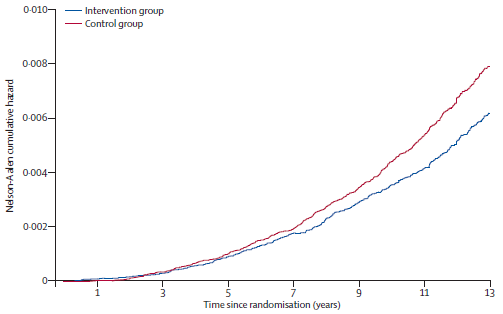 0·010
Intervention group
Control group
0·008
0·006
0·004
0·002
0
Nelson-Aalen cumulative hazard
1 3 5 7 9 11 13
Time since randomisation (years)